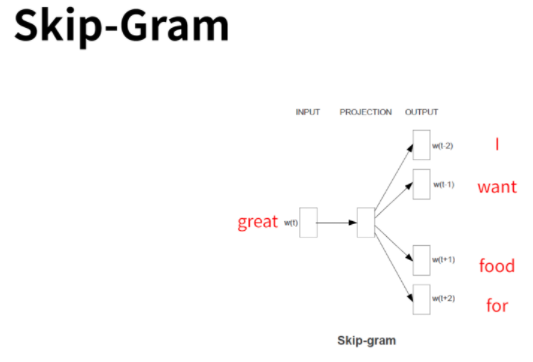 Skip-Gram
INPUT PROJECTION OUTPUT
w(t-2) I
w(t-1) want
great w(t)
w(t+1) food
w(t+2) for
Skip-gram